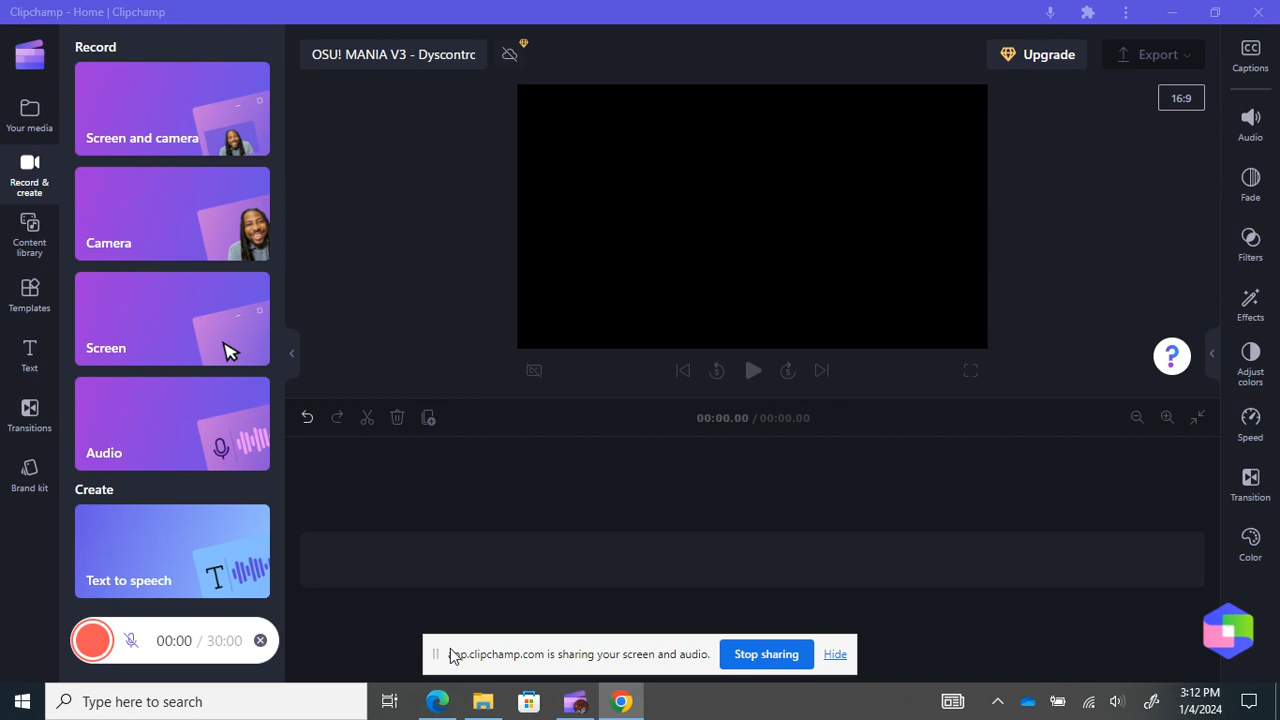 Clipchamp - Home | Clipchamp
Record
OSU! MANIA V3 - Dyscontrc
Upgrade
Export
CC
Captions
16:9
Screen and camera
Your media
Audio
Record & create
Camera
Fade
Content library
Filters
Templates
Screen
Effects
?
Text
Adjust colors
Transitions
00:00.00 / 00:00.00
Speed
Audio
Brand kit
Create
Transition
Text to speech
T
Color
00:00 / 30:00
app.clipchamp.com is sharing your screen and audio.
Stop sharing
Hide
Type here to search
3:12 PM
1/4/2024